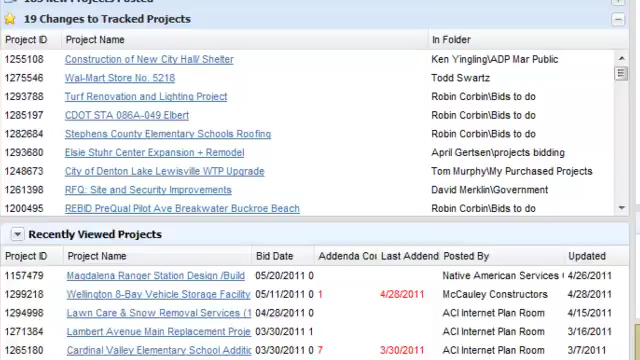 19 Changes to Tracked Projects
Project ID Project Name In Folder
1255108 Construction of New City Hall/ Shelter Ken Yingling\ADP Mar Public
1275546 Wal-Mart Store No. 5218 Todd Swartz
1293788 Turf Renovation and Lighting Project Robin Corbin\Bids to do
1285197 CDOT STA 086A-049 Elbert Robin Corbin\Bids to do
1282684 Stephens County Elementary Schools Roofing Robin Corbin\Bids to do
1293680 Elsie Stuhr Center Expansion + Remodel April Gertsen\projects bidding
1248673 City of Denton Lake Lewisville WTP Upgrade Tom Murphy\My Purchased Projects
1261398 RFQ: Site and Security Improvements David Merklin\Government
1200495 REBID PreQual Pilot Ave Breakwater Buckroe Beach Robin Corbin\Bids to do
Recently Viewed Projects
Project ID Project Name Bid Date Addenda Cou Last Addend Posted By Updated
1157479 Magdalena Ranger Station Design /Build 05/20/2011 0 Native American Services 4/26/2011
1299218 Wellington 8-Bay Vehicle Storage Facility 05/11/2011 0 1 4/28/2011 McCauley Constructors 4/28/2011
1294998 Lawn Care & Snow Removal Services (1 04/28/2011 0 ACI Internet Plan Room 4/15/2011
1271384 Lambert Avenue Main Replacement Proje 03/30/2011 1 ACI Internet Plan Room 3/7/2011
1265168 Cardinal Valley Elementary School Additio 03/30/2011 0 7 3/30/2011 ACI Internet Plan Room 3/16/2011